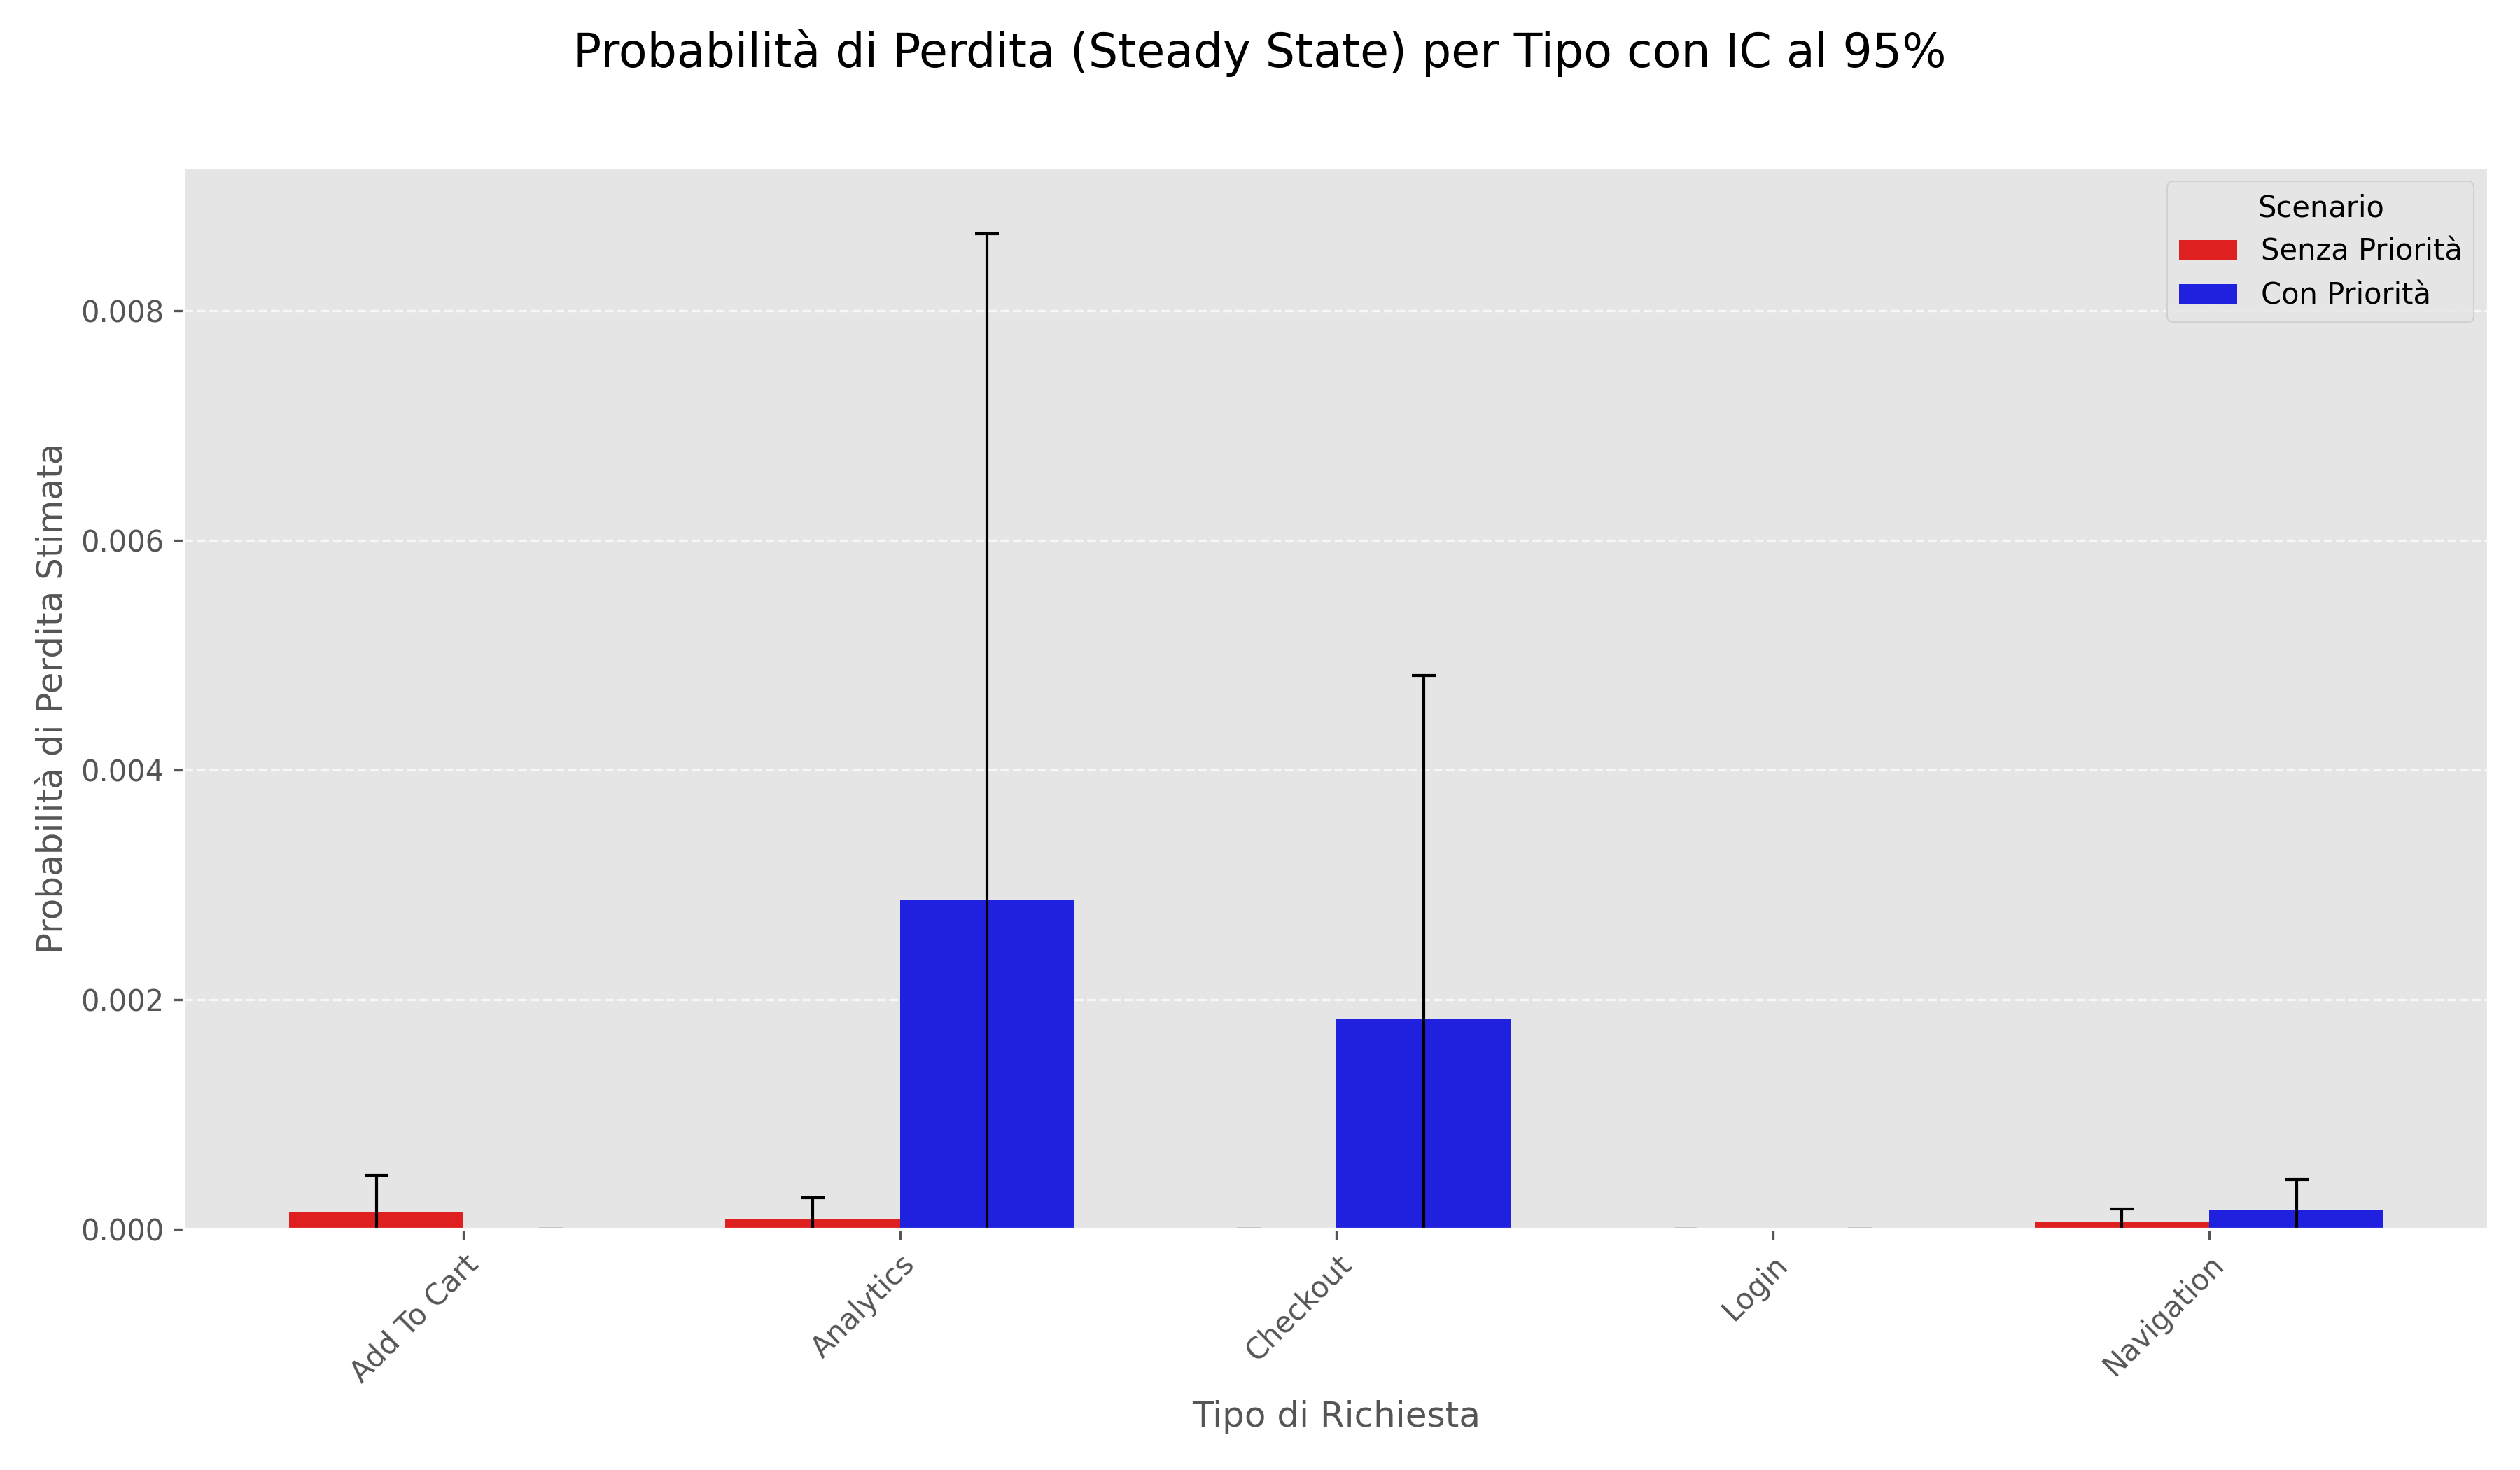 Probabilità di Perdita (Steady State) per Tipo con IC al 95%
Scenario
Senza Priorità
Con Priorità
Probabilità di Perdita Stimata
0.008
0.006
0.004
0.002
0.000
Add To Cart
Analytics
Checkout
Login
Navigation
Tipo di Richiesta